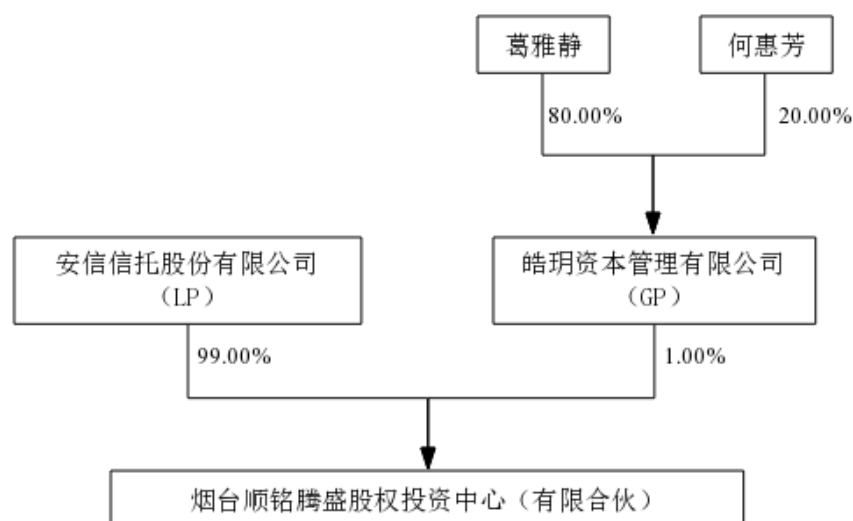 葛雅静
何惠芳
80.00%
20.00%
安信信托股份有限公司
（LP）
皓玥资本管理有限公司
（GP）
99.00%
1.00%
烟台顺铭腾盛股权投资中心（有限合伙）